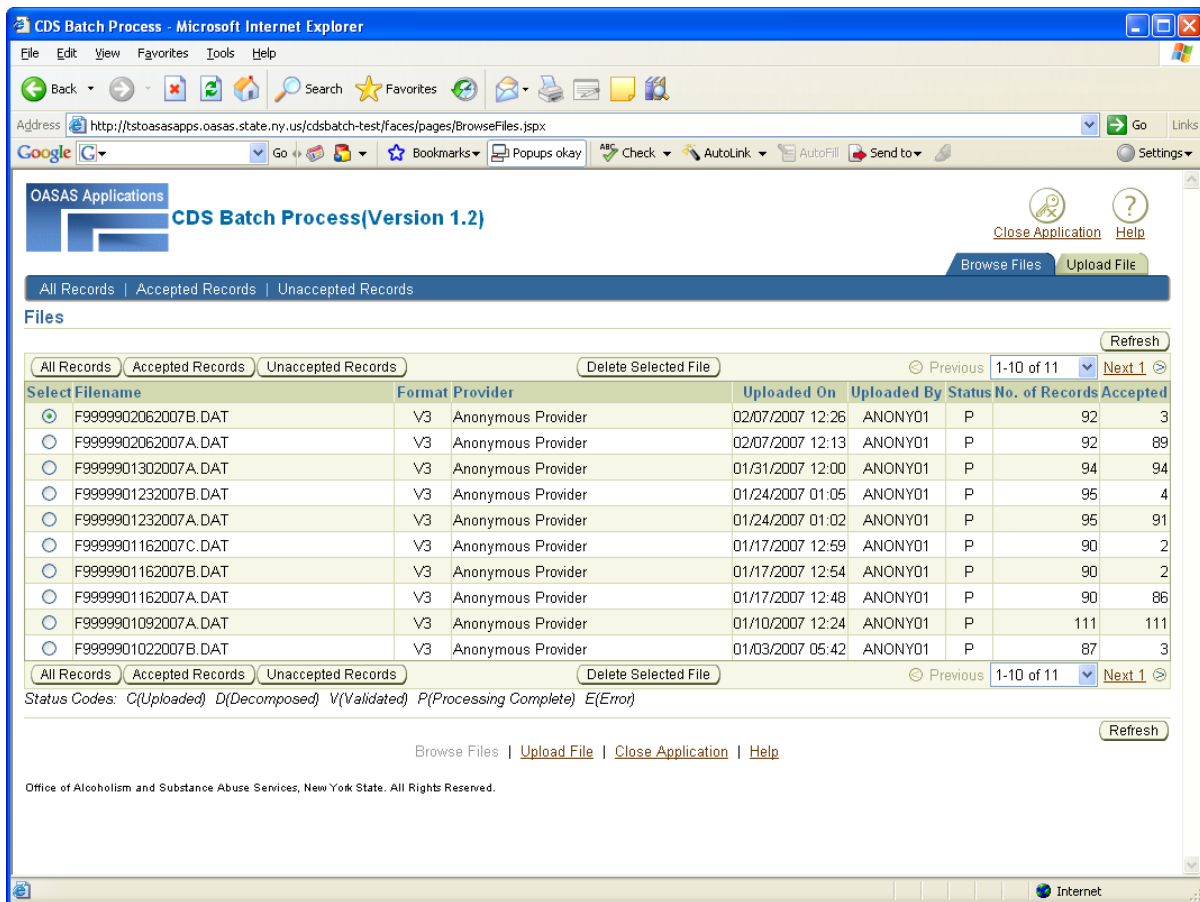 CDS Batch Process - Microsoft Internet Explorer
File Edit View Favorites Tools Help
Back Search Favorites
Address http://tstoasasapps.oasas.state.ny.us/cdsbatch-test/faces/pages/BrowseFiles.jspx Go Links
Google G Go Bookmarks Popups okay ABC Check AutoLink AutoFill Send to Settings
OASAS Applications
CDS Batch Process(Version 1.2)
Close Application Help
Browse Files Upload File
All Records | Accepted Records | Unaccepted Records
Files
Refresh
All Records Accepted Records Unaccepted Records Delete Selected File Previous 1-10 of 11 Next 1
Select Filename Format Provider Uploaded On Uploaded By Status No. of Records Accepted
F9999902062007B.DAT V3 Anonymous Provider 02/07/2007 12:26 ANONY01 P 92 3
F9999902062007A.DAT V3 Anonymous Provider 02/07/2007 12:13 ANONY01 P 92 89
F9999901302007A.DAT V3 Anonymous Provider 01/31/2007 12:00 ANONY01 P 94 94
F9999901232007B.DAT V3 Anonymous Provider 01/24/2007 01:05 ANONY01 P 95 4
F9999901232007A.DAT V3 Anonymous Provider 01/24/2007 01:02 ANONY01 P 95 91
F9999901162007C.DAT V3 Anonymous Provider 01/17/2007 12:59 ANONY01 P 90 2
F9999901162007B.DAT V3 Anonymous Provider 01/17/2007 12:54 ANONY01 P 90 2
F9999901162007A.DAT V3 Anonymous Provider 01/17/2007 12:48 ANONY01 P 90 86
F9999901092007A.DAT V3 Anonymous Provider 01/10/2007 12:24 ANONY01 P 111 111
F9999901022007B.DAT V3 Anonymous Provider 01/03/2007 05:42 ANONY01 P 87 3
All Records Accepted Records Unaccepted Records Delete Selected File Previous 1-10 of 11 Next 1
Status Codes: C(Uploaded) D(Decomposed) V(Validated) P(Processing Complete) E(Error)
Refresh
Browse Files | Upload File | Close Application | Help
Office of Alcoholism and Substance Abuse Services, New York State. All Rights Reserved.
Internet